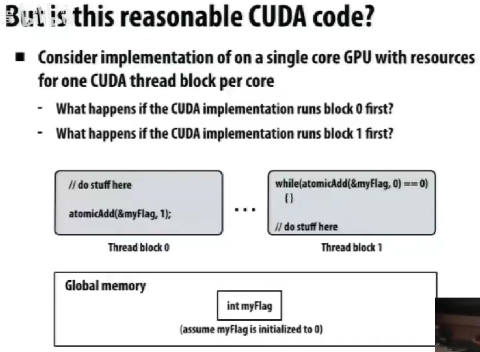 But is this reasonable CUDA code?
■ Consider implementation of on a single core GPU with resources
for one CUDA thread block per core
- What happens if the CUDA implementation runs block 0 first?
- What happens if the CUDA implementation runs block 1 first?
// do stuff here
atomicAdd(&myFlag, 1);
Thread block 0
...
while(atomicAdd(&myFlag, 0) == 0)
{ }
// do stuff here
Thread block 1
Global memory
int myFlag
(assume myFlag is initialized to 0)